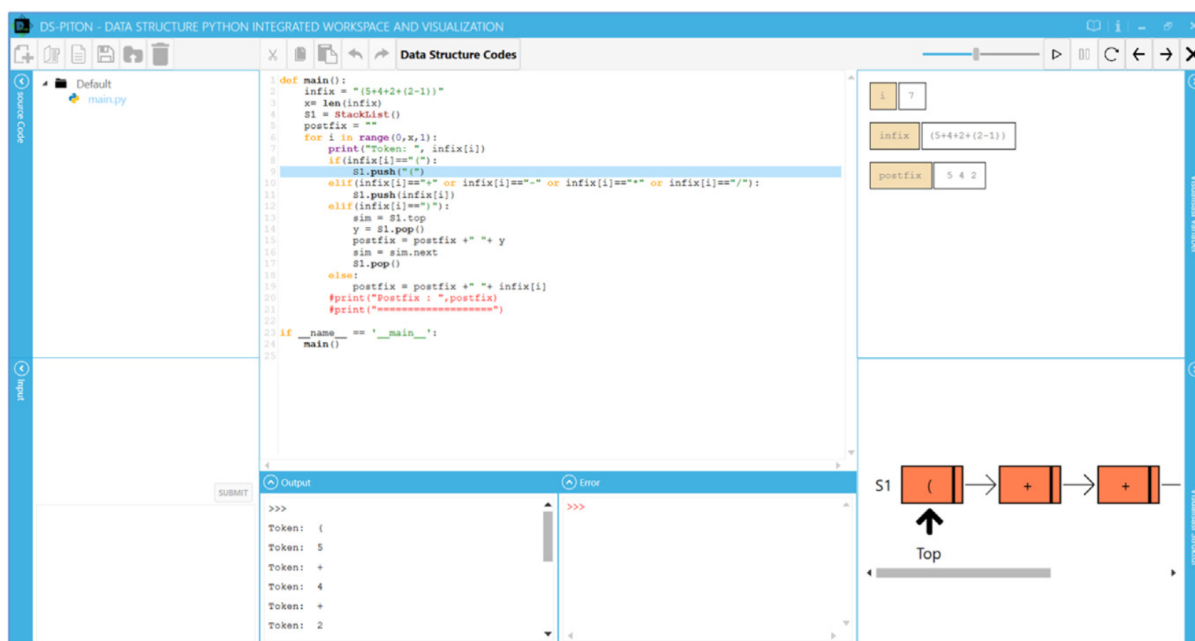 DS-PITON - DATA STRUCTURE PYTHON INTEGRATED WORKSPACE AND VISUALIZATION
Data Structure Codes
Source Code
Default
main.py
1 def main():
2 infix = "(5+4+2+(2-1))"
3 x= len(infix)
4 S1 = StackList()
5 postfix = ""
6 for i in range(0,x,1):
7 print("Token: ", infix[i])
8 if(infix[i]=="("):
9 S1.push("(")
10 elif(infix[i]=="+" or infix[i]=="-" or infix[i]=="*" or infix[i]=="/"):
11 S1.push(infix[i])
12 elif(infix[i]==")"):
13 sim = S1.top
14 y = S1.pop()
15 postfix = postfix +" "+ y
16 sim = sim.next
17 S1.pop()
18 else:
19 postfix = postfix +" "+ infix[i]
20 #print("Postfix : ",postfix)
21 #print("===================")
22
23 if __name__ == '__main__':
24 main()
25
i 7
infix (5+4+2+(2-1))
postfix 5 4 2
Input
SUBMIT
Output
>>>
Token: (
Token: 5
Token: +
Token: 4
Token: +
Token: 2
Error
>>>
S1 ( + +
Top